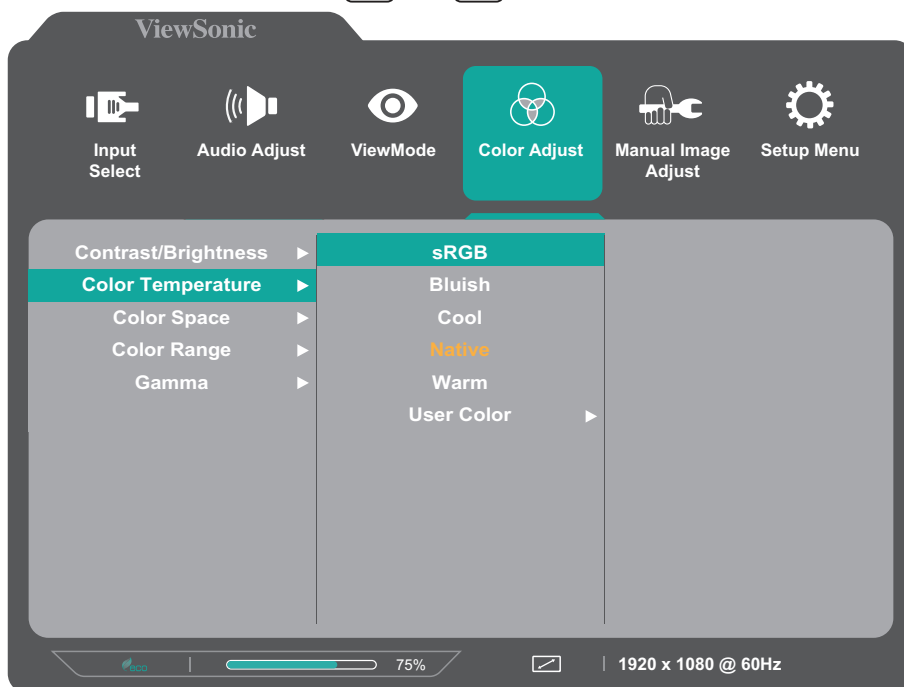 ViewSonic
Input
Select
Audio Adjust
ViewMode
Color Adjust
Manual Image
Adjust
Setup Menu
Contrast/Brightness
Color Temperature
Color Space
Color Range
Gamma
sRGB
Bluish
Cool
Native
Warm
User Color
eco
75%
1920 x 1080 @ 60Hz